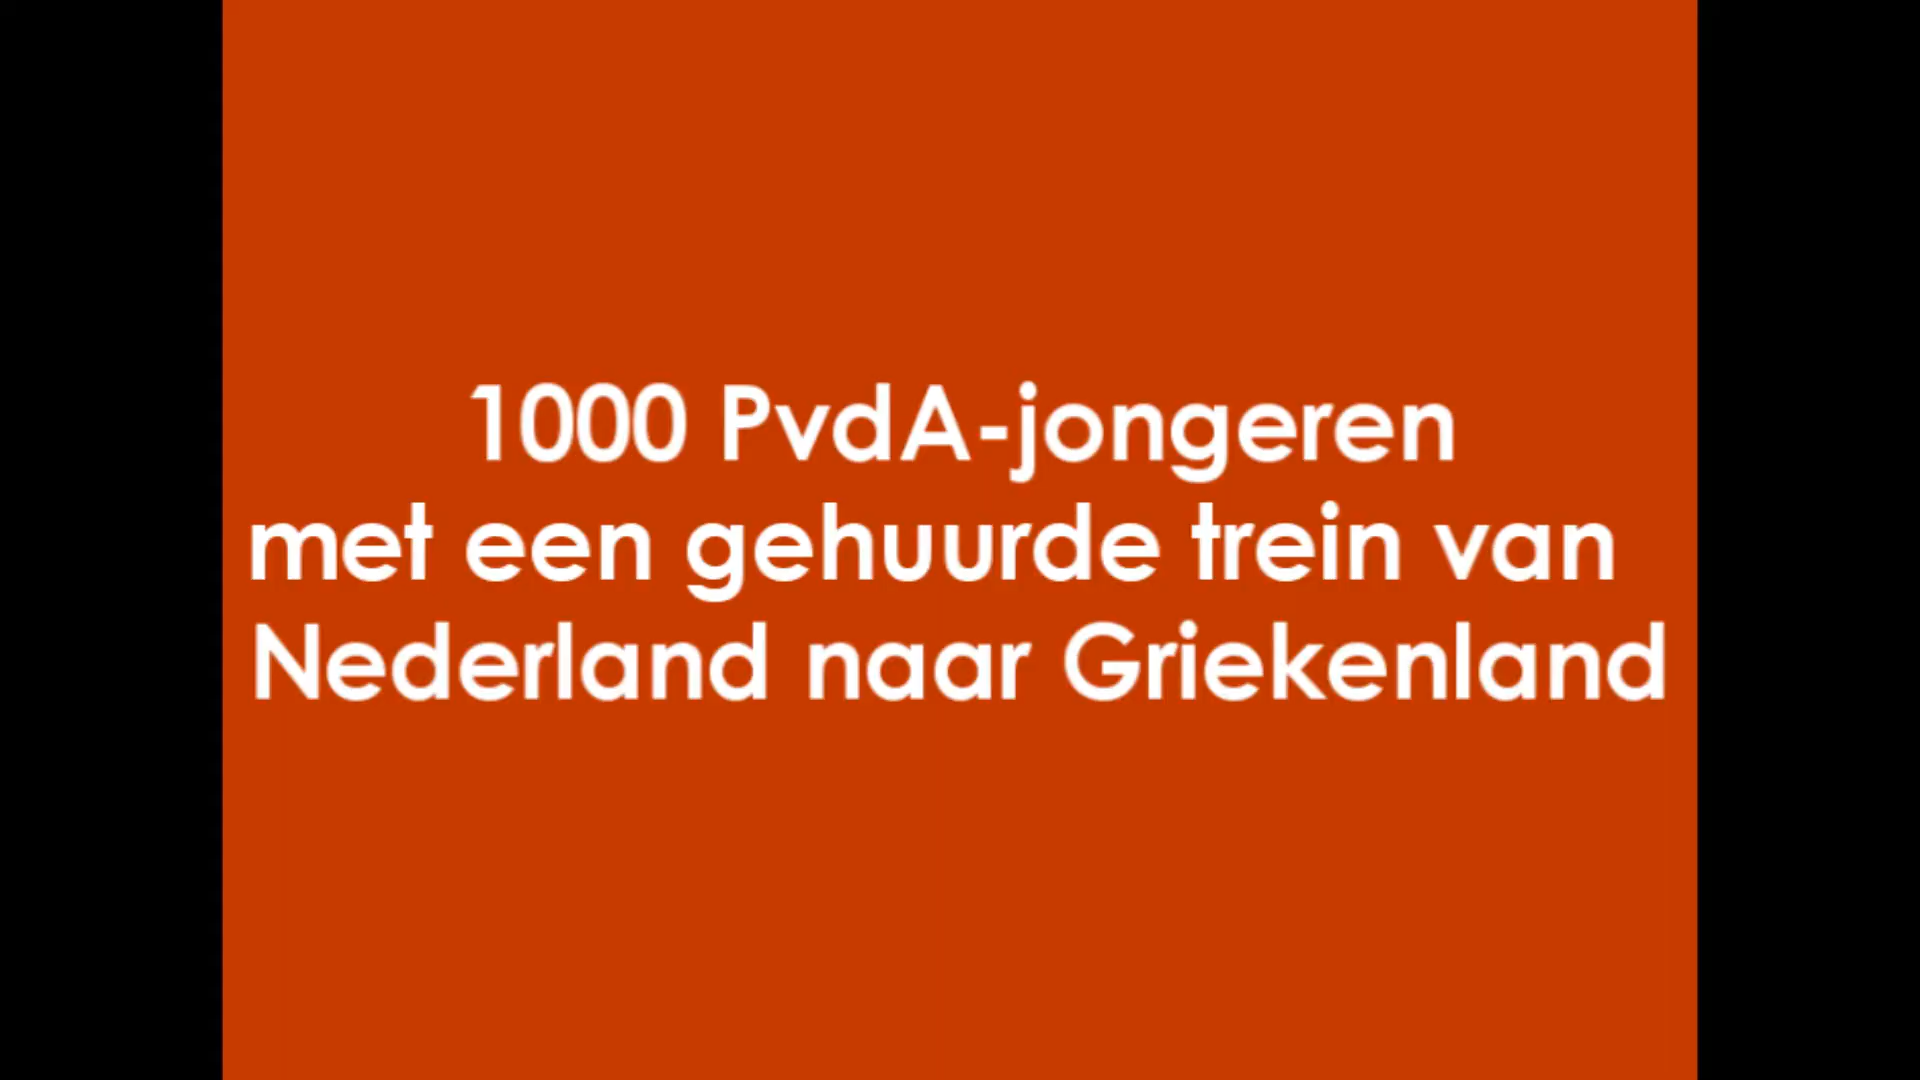 1000 PvdA-jongeren
met een gehuurde trein van
Nederland naar Griekenland